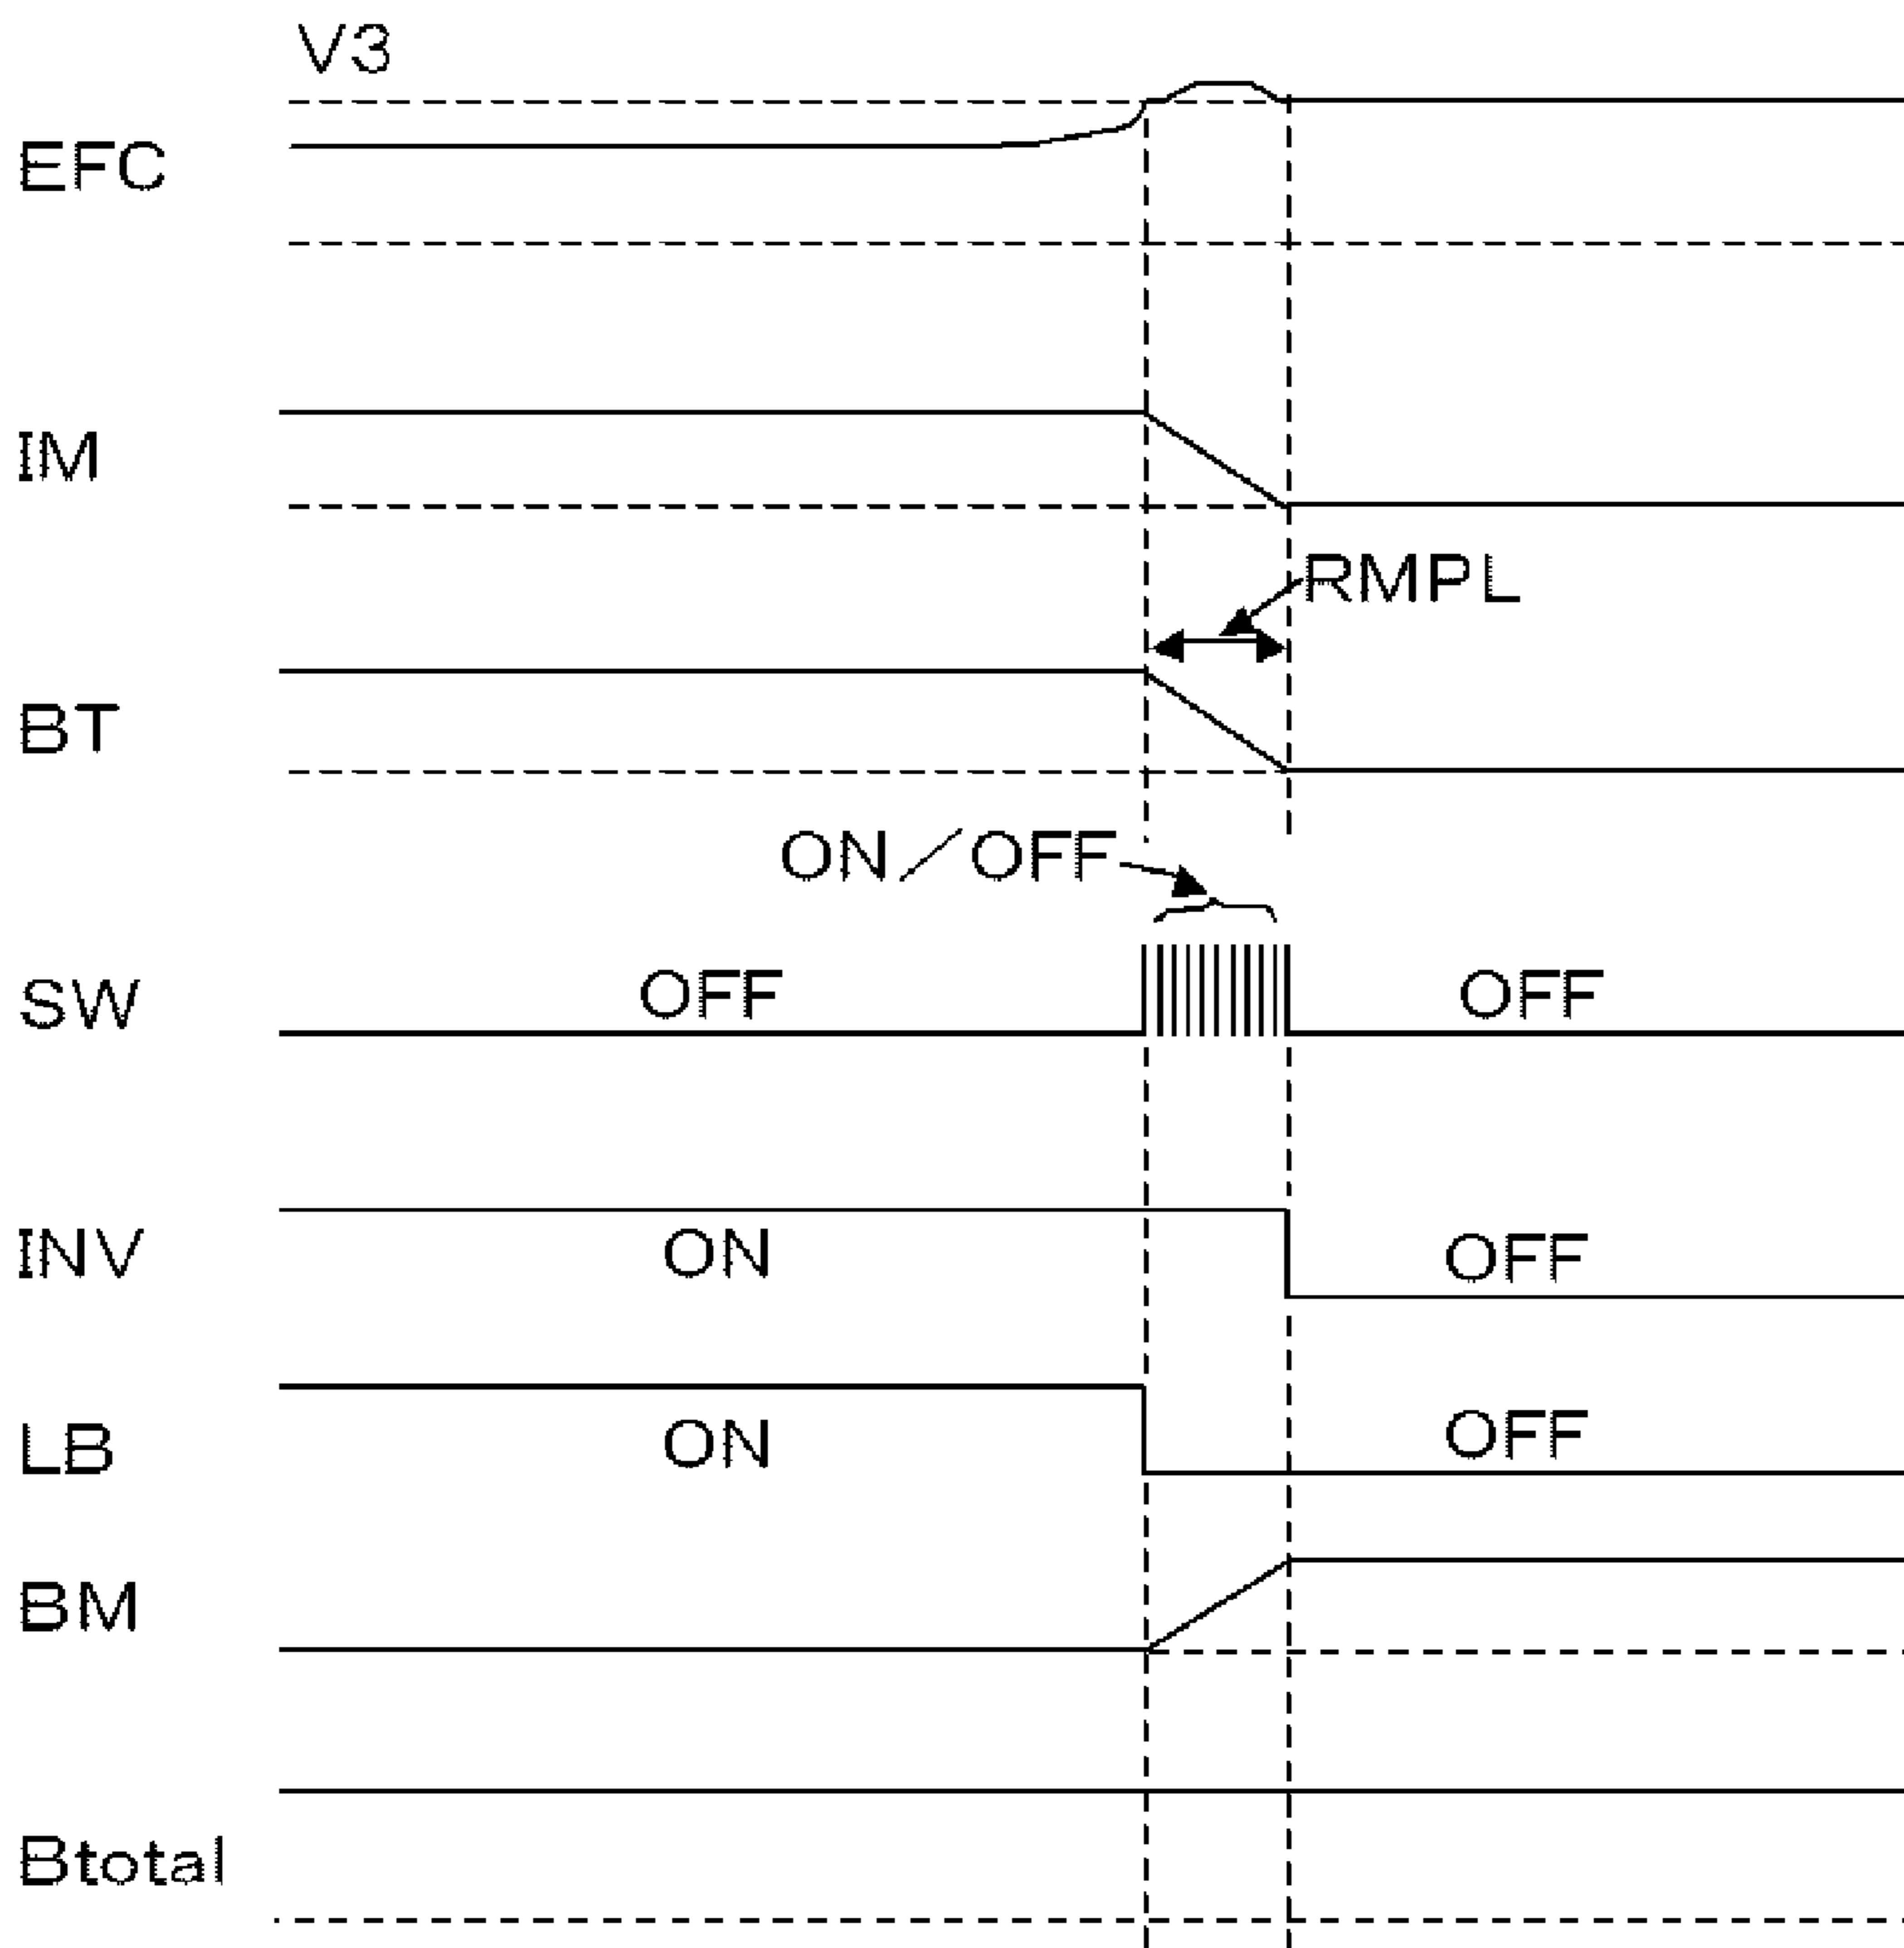 V3
EFC
IM
RMPL
BT
ON／OFF
SW
OFF
OFF
INV
ON
OFF
LB
ON
OFF
BM
Btotal